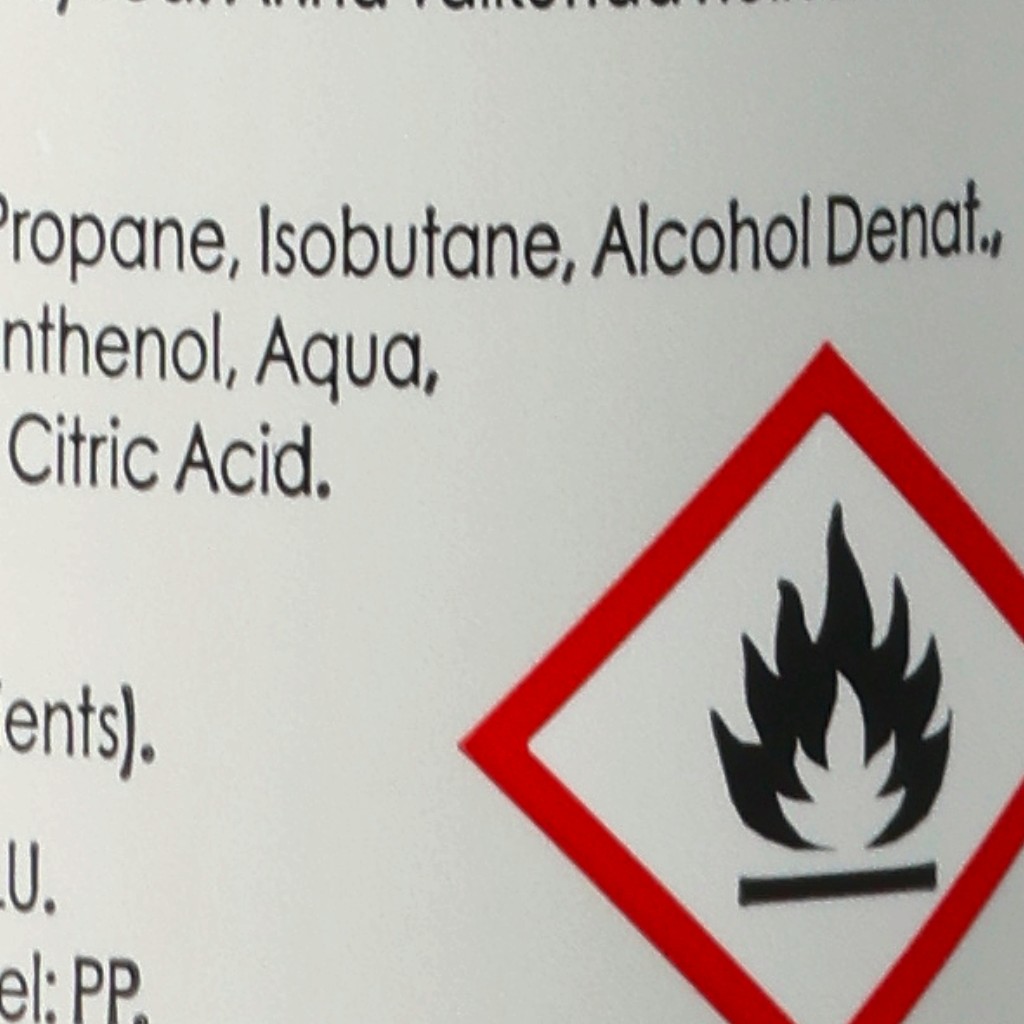 Propane, Isobutane, Alcohol Denat.,
nthenol, Aqua,
Citric Acid.
ents).
.U.
el: PP.